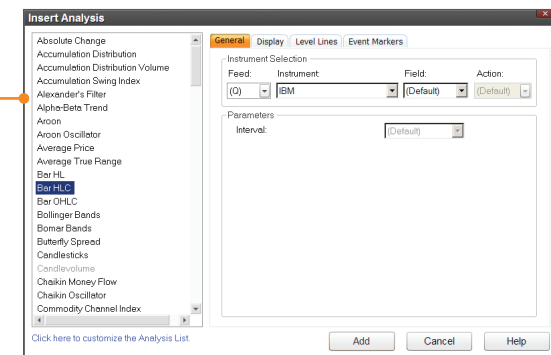 Insert Analysis
Absolute Change
Accumulation Distribution
Accumulation Distribution Volume
Accumulation Swing Index
Alexander's Filter
Alpha-Beta Trend
Aroon
Aroon Oscillator
Average Price
Average True Range
Bar HL
Bar HLC
Bar OHLC
Bollinger Bands
Bomar Bands
Butterfly Spread
Candlesticks
Candlevolume
Chaikin Money Flow
Chaikin Oscillator
Commodity Channel Index
Click here to customize the Analysis List.
General Display Level Lines Event Markers
Instrument Selection
Feed: Instrument: Field: Action:
(Q) IBM (Default) (Default)
Parameters
Interval: (Default)
Add Cancel Help